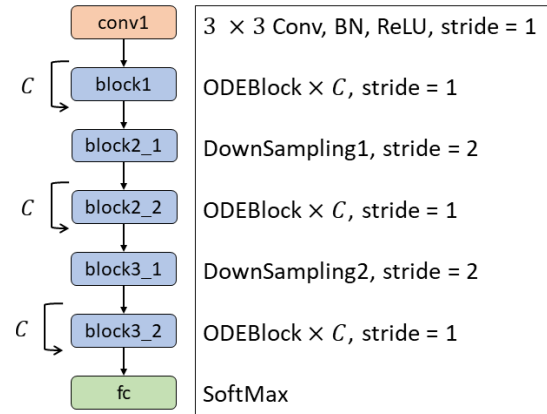 conv1 3 × 3 Conv, BN, ReLU, stride = 1
C block1 ODEBlock × C, stride = 1
block2_1 DownSampling1, stride = 2
C block2_2 ODEBlock × C, stride = 1
block3_1 DownSampling2, stride = 2
C block3_2 ODEBlock × C, stride = 1
fc SoftMax